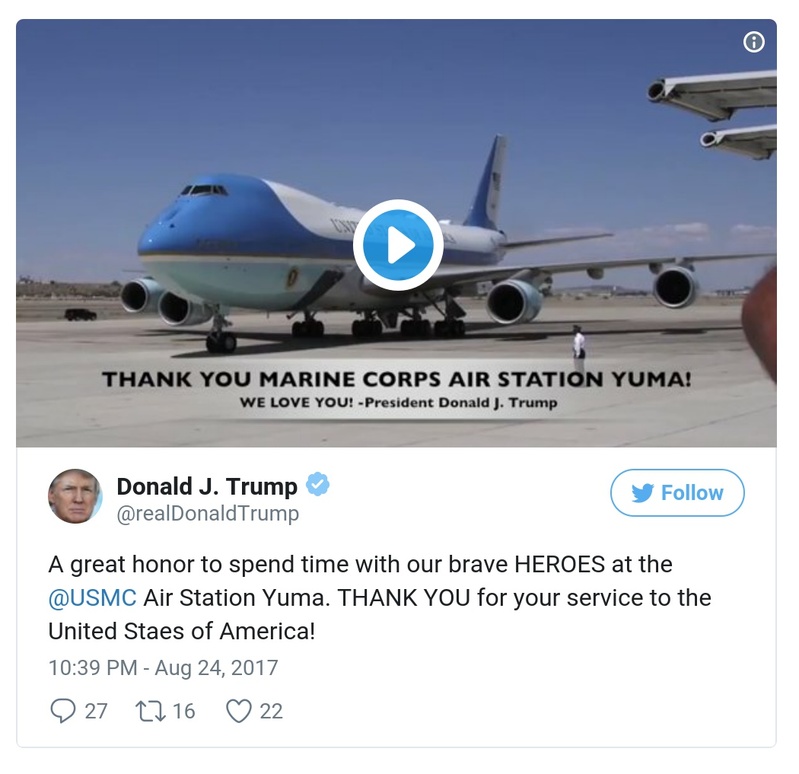 THANK YOU MARINE CORPS AIR STATION YUMA!
WE LOVE YOU! -President Donald J. Trump
Donald J. Trump
@realDonaldTrump
Follow
A great honor to spend time with our brave HEROES at the
@USMC Air Station Yuma. THANK YOU for your service to the
United Staes of America!
10:39 PM - Aug 24, 2017
27 16 22